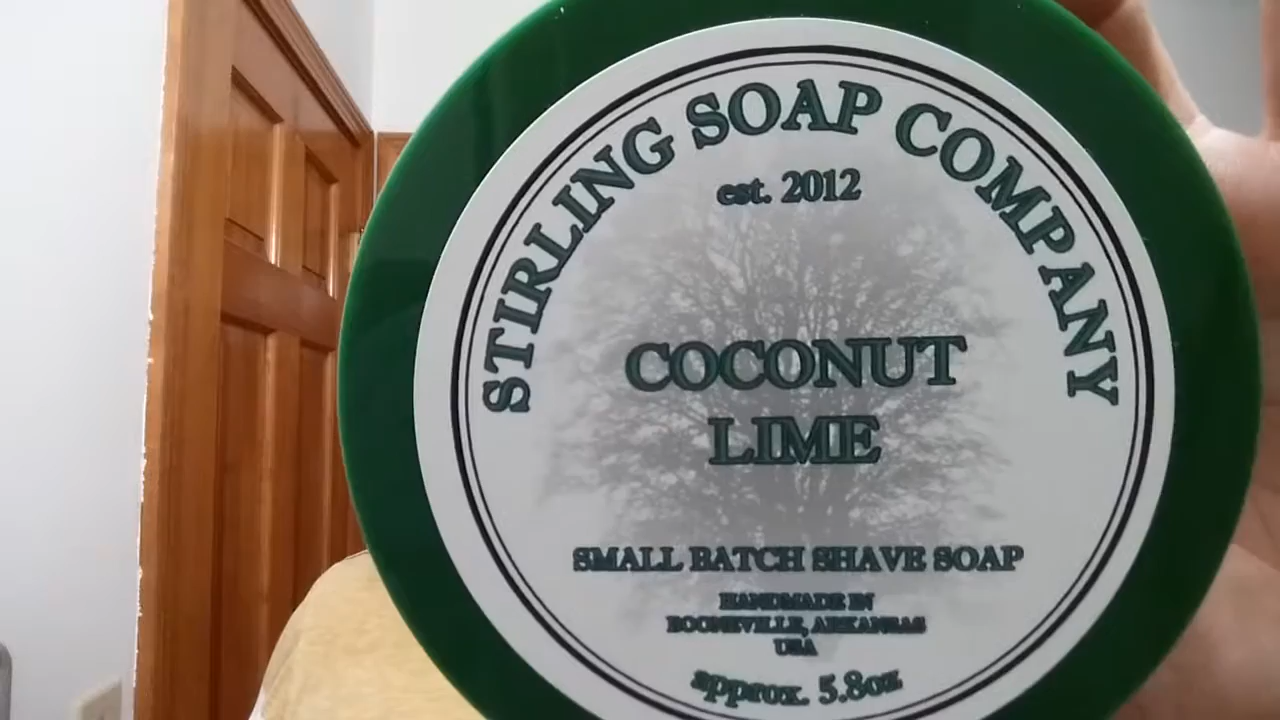 STIRLING SOAP COMPANY
est. 2012
COCONUT
LIME
SMALL BATCH SHAVE SOAP
HANDMADE IN
BOONEVILLE, ARKANSAS
USA
approx. 5.8oz